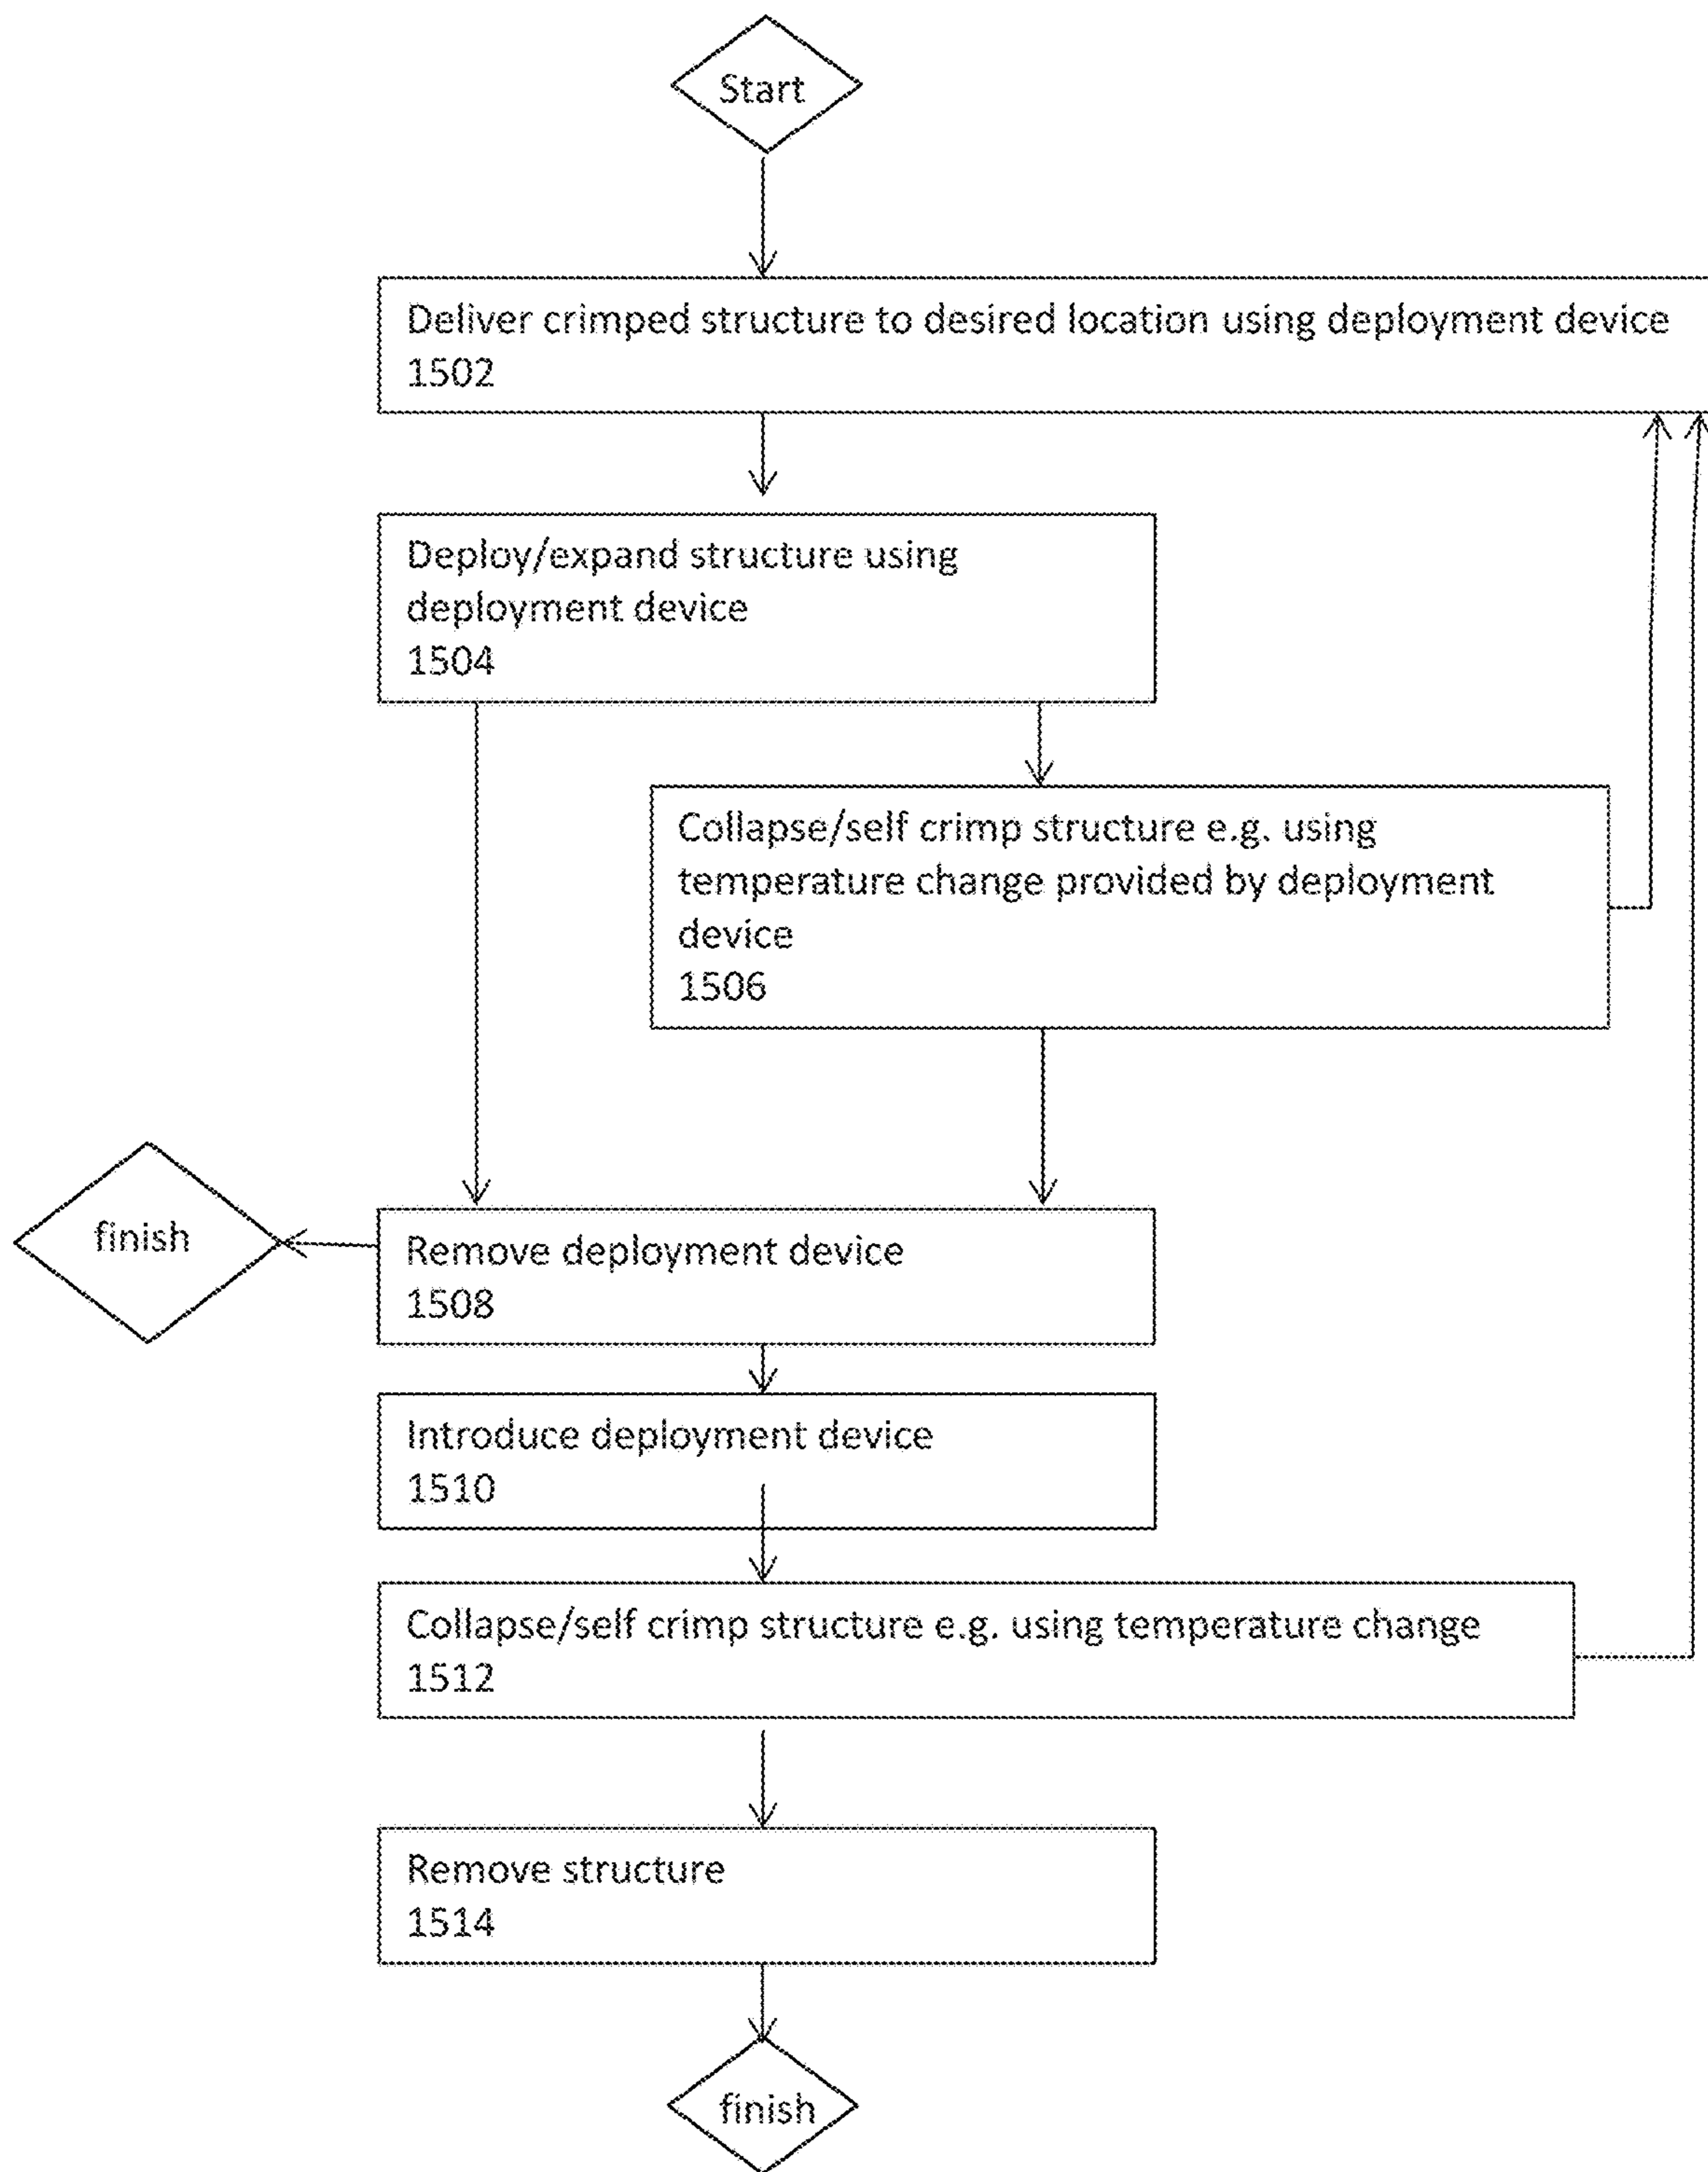 Start
Deliver crimped structure to desired location using deployment device
1502
Deploy/expand structure using
deployment device
1504
Collapse/self crimp structure e.g. using
temperature change provided by deployment
device
1506
finish
Remove deployment device
1508
Introduce deployment device
1510
Collapse/self crimp structure e.g. using temperature change
1512
Remove structure
1514
finish